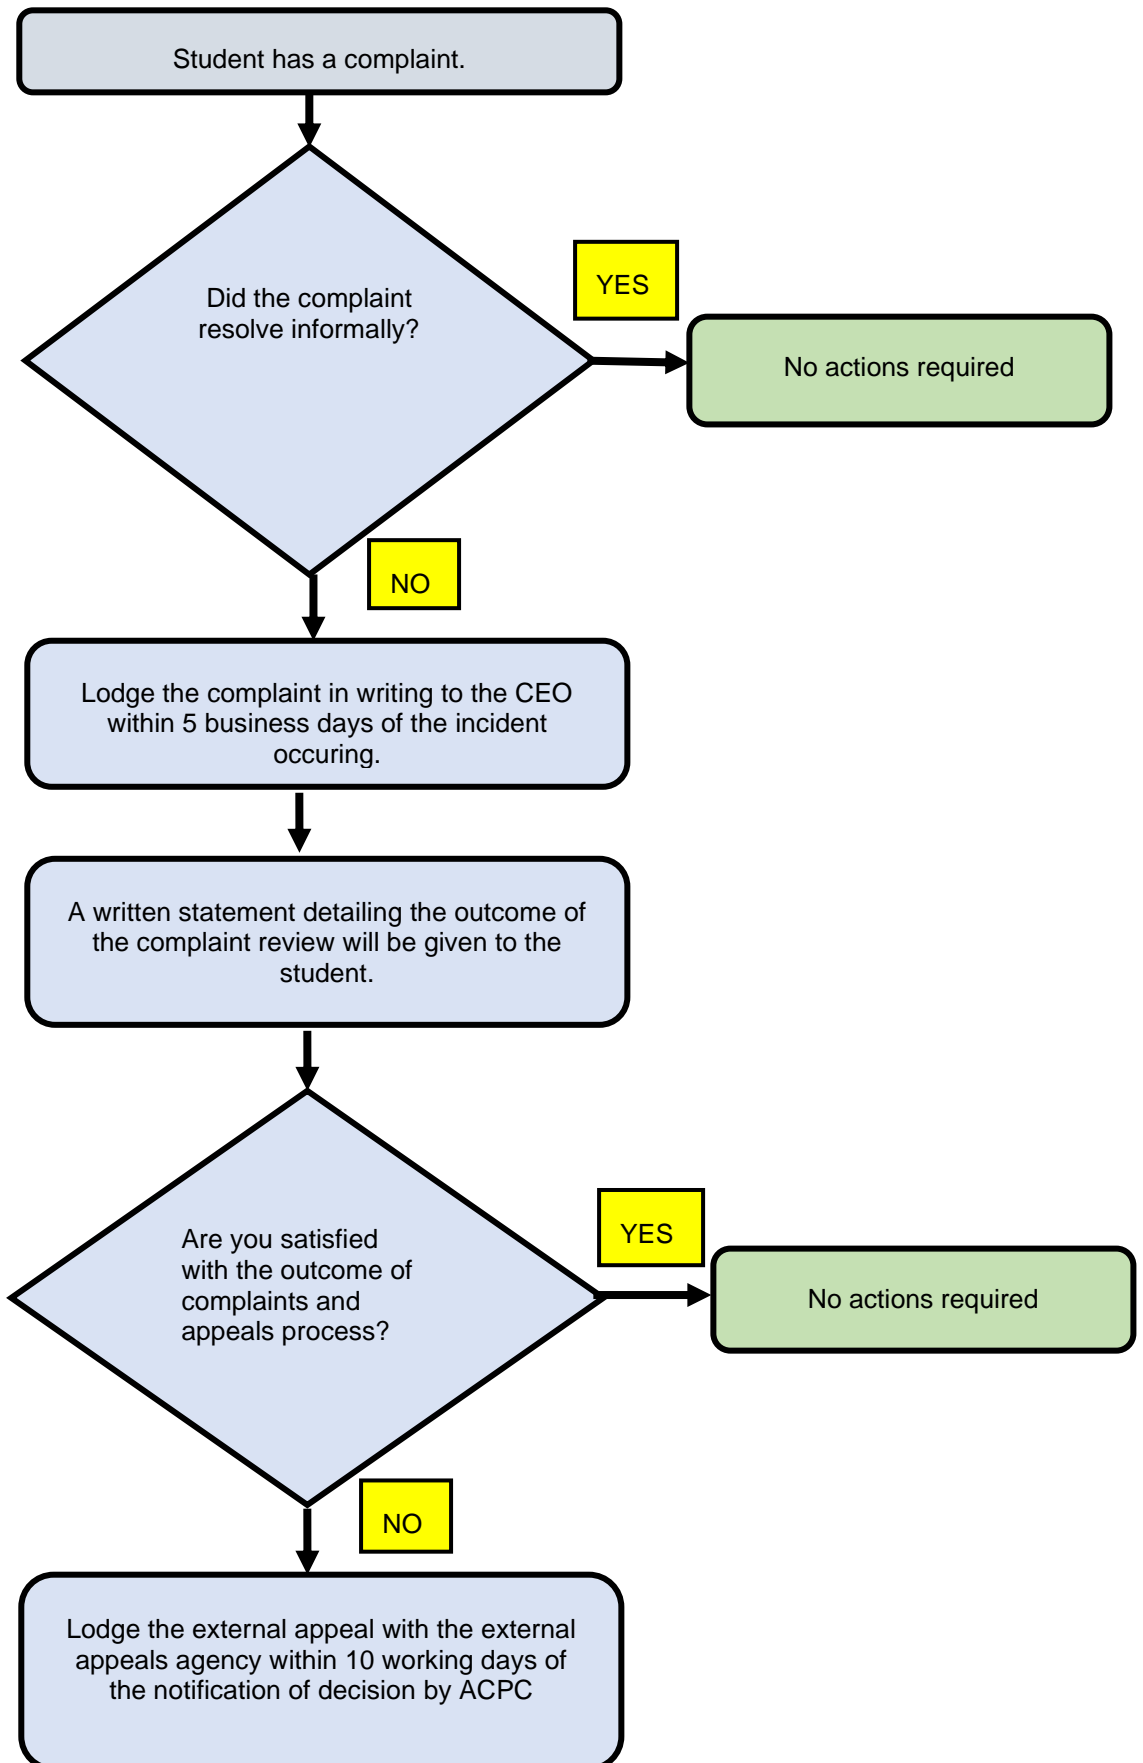 Student has a complaint.
Did the complaint
resolve informally?
YES
No actions required
NO
Lodge the complaint in writing to the CEO
within 5 business days of the incident
occuring.
A written statement detailing the outcome of
the complaint review will be given to the
student.
Are you satisfied
with the outcome of
complaints and
appeals process?
YES
No actions required
NO
Lodge the external appeal with the external
appeals agency within 10 working days of
the notification of decision by ACPC